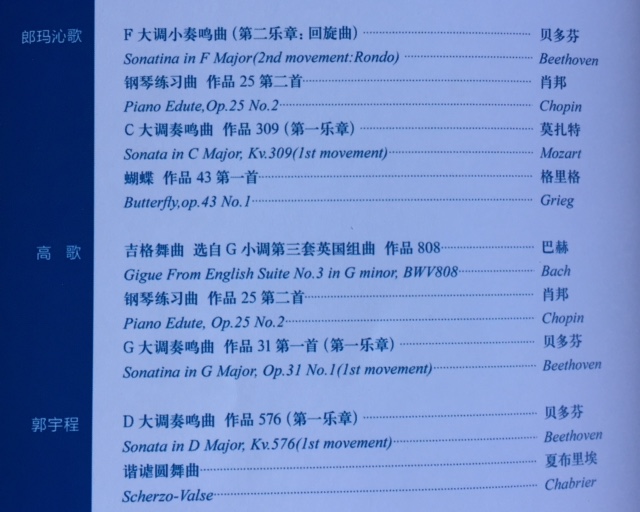 郎玛沁歌
F 大调小奏鸣曲（第二乐章：回旋曲） 贝多芬
Sonatina in F Major(2nd movement:Rondo) Beethoven
钢琴练习曲 作品 25 第二首 肖邦
Piano Edute,Op.25 No.2 Chopin
C 大调奏鸣曲 作品 309（第一乐章） 莫扎特
Sonata in C Major, Kv.309(1st movement) Mozart
蝴蝶 作品 43 第一首 格里格
Butterfly,op.43 No.1 Grieg
高 歌
吉格舞曲 选自 G 小调第三套英国组曲 作品 808 巴赫
Gigue From English Suite No.3 in G minor, BWV808 Bach
钢琴练习曲 作品 25 第二首 肖邦
Piano Edute, Op.25 No.2 Chopin
G 大调奏鸣曲 作品 31 第一首（第一乐章） 贝多芬
Sonatina in G Major, Op.31 No.1(1st movement) Beethoven
郭宇程
D 大调奏鸣曲 作品 576（第一乐章） 贝多芬
Sonata in D Major, Kv.576(1st movement) Beethoven
谐谑圆舞曲 夏布里埃
Scherzo-Valse Chabrier